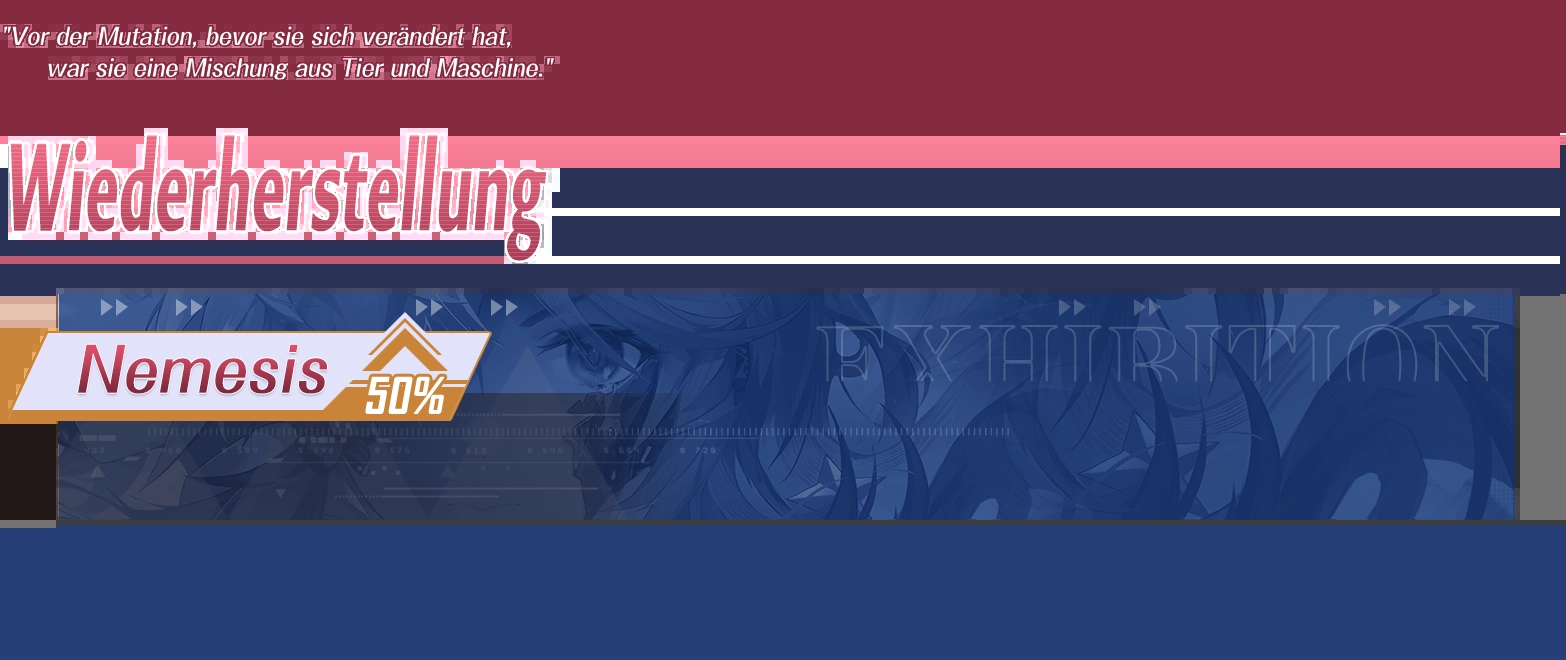 "Vor der Mutation, bevor sie sich verändert hat,
war sie eine Mischung aus Tier und Maschine."
Wiederherstellung
EXHIBITION
Nemesis
50%